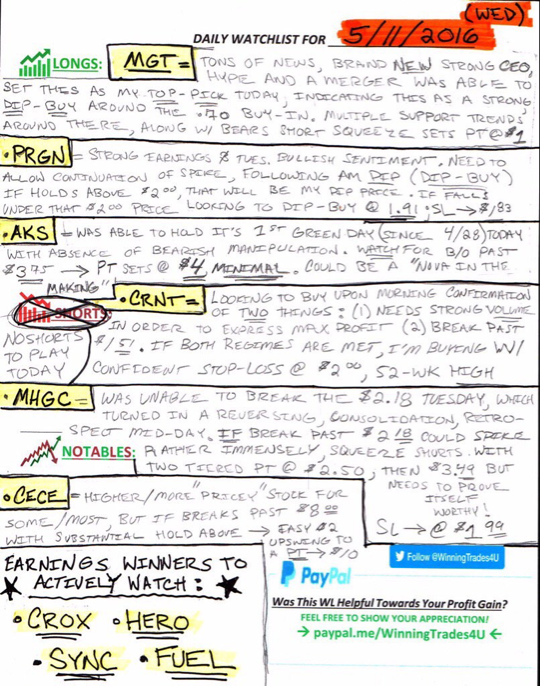 (WED)
DAILY WATCHLIST FOR 5/11/2016
LONGS: MGT = TONS OF NEWS, BRAND NEW STRONG CEO,
HYPE AND A MERGER WAS ABLE TO
SET THIS AS MY TOP-PICK TODAY, INDICATING THIS AS A STRONG
DIP-BUY AROUND THE .70 BUY-IN. MULTIPLE SUPPORT TRENDS
AROUND THERE, ALONG W/ BEARS SHORT SQUEEZE SETS PT @ $1
•PRGN = STRONG EARNINGS $ TUES. BULLISH SENTIMENT. NEED TO
ALLOW CONTINUATION OF SPIKE, FOLLOWING AM DIP (DIP-BUY)
IF HOLDS ABOVE $2.00, THAT WILL BE MY DIP PRICE. IF FALLS
UNDER THAT $2.00 PRICE LOOKING TO DIP-BUY @ 1.91 : SL → $1.83
•AKS = WAS ABLE TO HOLD IT'S 1ST GREEN DAY (SINCE 4/28) TODAY
WITH ABSENCE OF BEARISH MANIPULATION. WATCH FOR B/O PAST
$3.75 → PT SETS @ $4 MINIMAL. COULD BE A "NOVA IN THE
MAKING"
SHORTS:
•CRNT = LOOKING TO BUY UPON MORNING CONFIRMATION
OF TWO THINGS: (1) NEEDS STRONG VOLUME
IN ORDER TO EXPRESS MAX PROFIT (2) BREAK PAST
NO SHORTS
TO PLAY
TODAY
IF BOTH REGIMES ARE MET, I'M BUYING W/
CONFIDENT STOP-LOSS @ $2.00, 52-WK HIGH
•MHGC = WAS UNABLE TO BREAK THE $2.18 TUESDAY, WHICH
TURNED IN A REVERSING, CONSOLIDATION, RETRO-
SPECT MID-DAY. IF BREAK PAST $2.18 COULD SPIKE
NOTABLES: RATHER IMMENSELY, SQUEEZE SHORTS. WITH
TWO TIERED PT @ $2.50, THEN $3.49 BUT
NEEDS TO PROVE
ITSELF
WORTHY!
SL → @ $1.99
•CECE = HIGHER/MORE "PRICEY" STOCK FOR
SOME/MOST, BUT IF BREAKS PAST $8.00
WITH SUBSTANTIAL HOLD ABOVE → EASY $2
UPSWING TO
A PT → $10
EARNINGS WINNERS TO
ACTIVELY WATCH:
•CROX •HERO
•SYNC •FUEL
Follow @WinningTrades4U
PayPal
Was This WL Helpful Towards Your Profit Gain?
FEEL FREE TO SHOW YOUR APPRECIATION!
→ paypal.me/WinningTrades4U ←